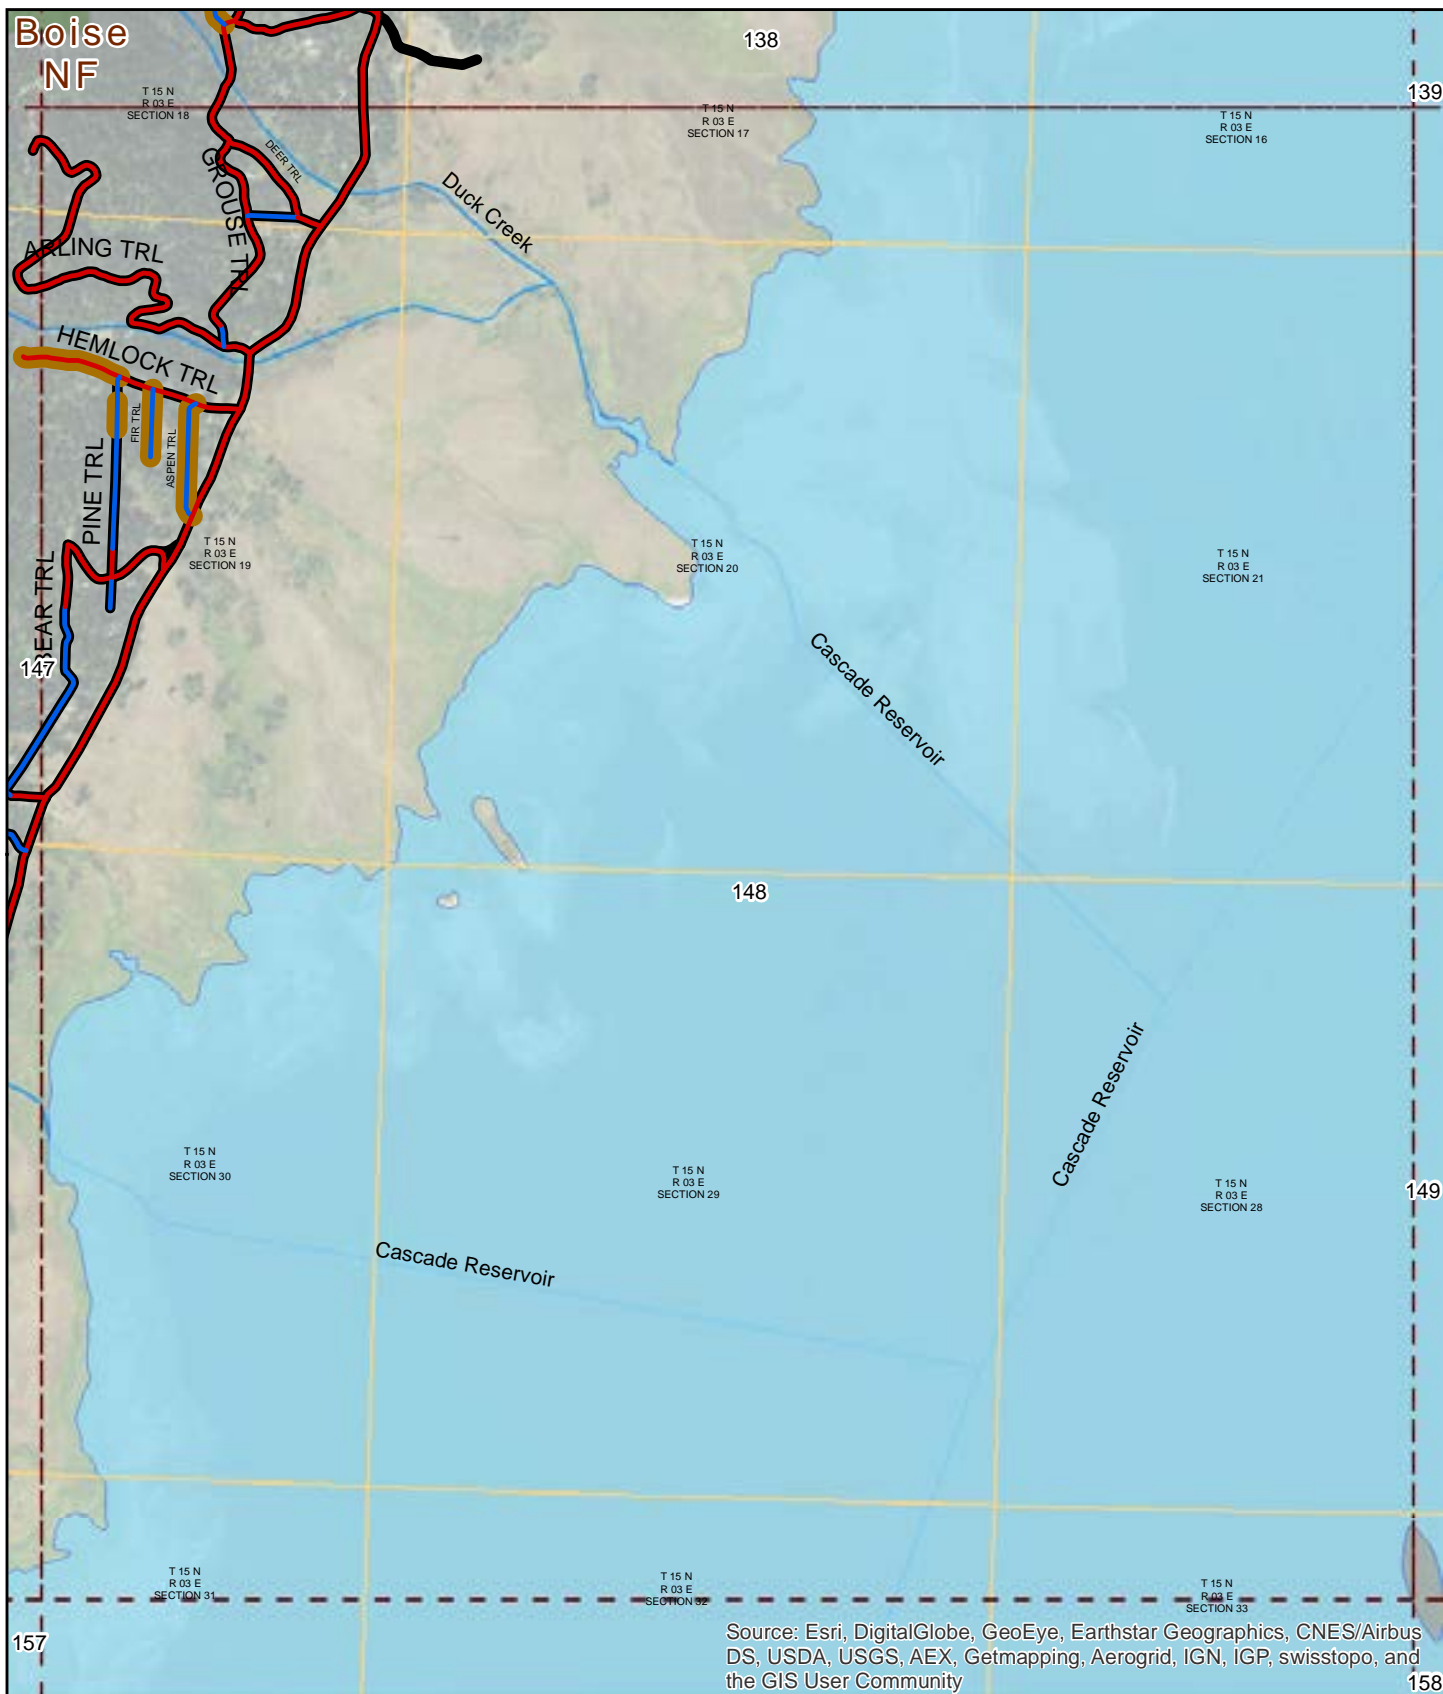 Boise
NF
138
139
T 15 N
R 03 E
SECTION 18
T 15 N
R 03 E
SECTION 17
T 15 N
R 03 E
SECTION 16
DEER TRL
GROUSE TRL
Duck Creek
ARLING TRL
HEMLOCK TRL
FIR TRL
ASPEN TRL
PINE TRL
BEAR TRL
T 15 N
R 03 E
SECTION 19
T 15 N
R 03 E
SECTION 20
T 15 N
R 03 E
SECTION 21
147
Cascade Reservoir
148
Cascade Reservoir
T 15 N
R 03 E
SECTION 30
T 15 N
R 03 E
SECTION 29
T 15 N
R 03 E
SECTION 28
149
Cascade Reservoir
T 15 N
R 03 E
SECTION 31
T 15 N
R 03 E
SECTION 32
T 15 N
R 03 E
SECTION 33
157
Source: Esri, DigitalGlobe, GeoEye, Earthstar Geographics, CNES/Airbus
DS, USDA, USGS, AEX, Getmapping, Aerogrid, IGN, IGP, swisstopo, and
the GIS User Community
158